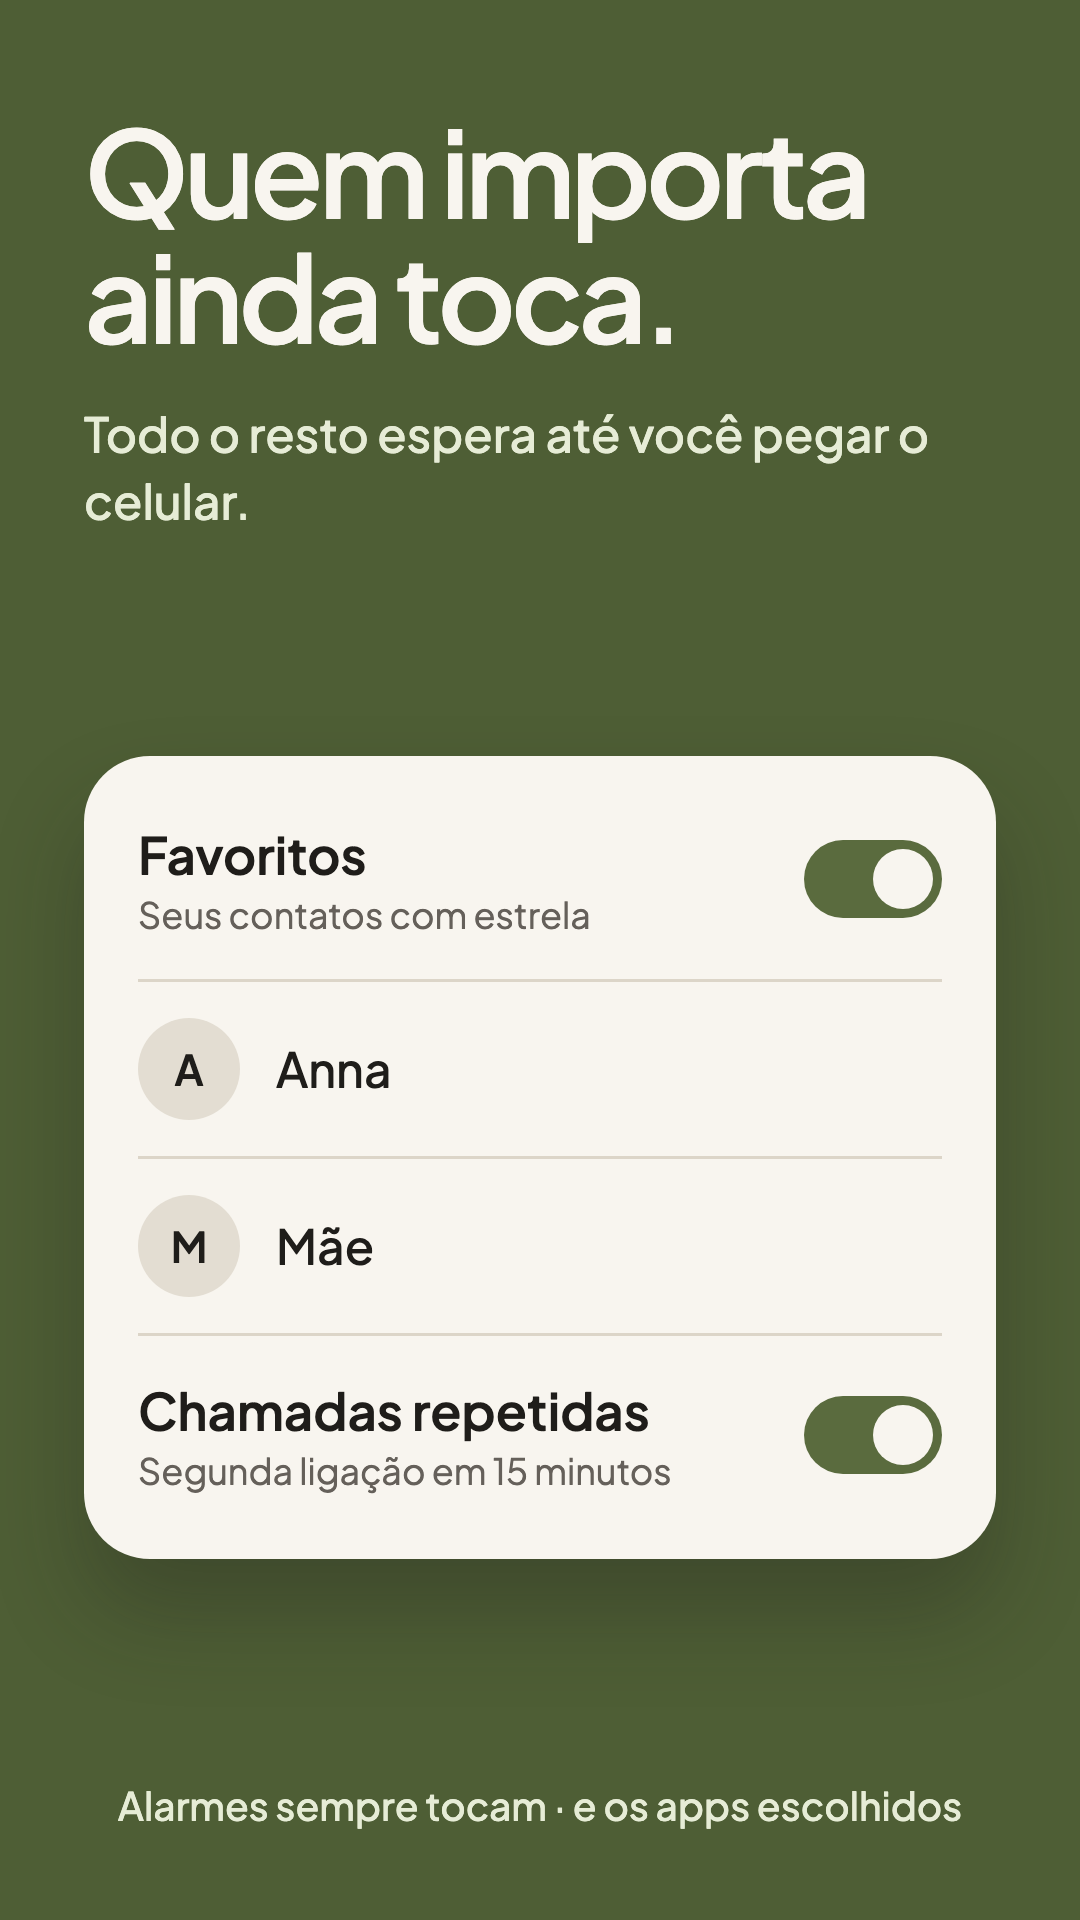 Quem importa
ainda toca.
Todo o resto espera até você pegar o
celular.
Favoritos
Seus contatos com estrela
A Anna
M Mãe
Chamadas repetidas
Segunda ligação em 15 minutos
Alarmes sempre tocam · e os apps escolhidos